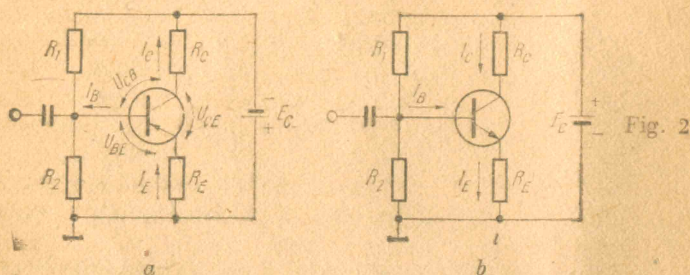 R1 IC RC
UCB
IB
UCE
EC
−
+
UBE
R2 IE RE
a
R1 IC RC
IB
EC
+
−
R2 IE RE
b
Fig. 2